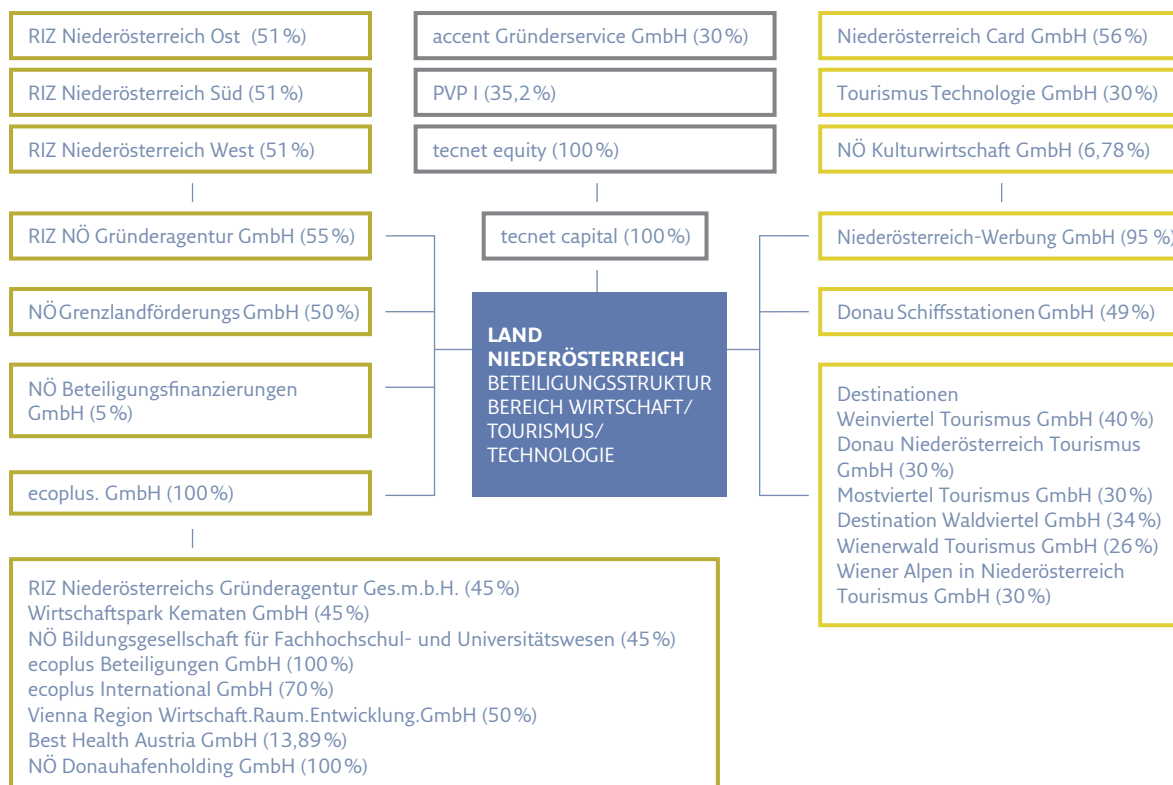 RIZ Niederösterreich Ost (51 %)
RIZ Niederösterreich Süd (51 %)
RIZ Niederösterreich West (51 %)
RIZ NÖ Gründeragentur GmbH (55 %)
NÖ Grenzlandförderungs GmbH (50 %)
NÖ Beteiligungsfinanzierungen
GmbH (5 %)
ecoplus. GmbH (100 %)
RIZ Niederösterreichs Gründeragentur Ges.m.b.H. (45 %)
Wirtschaftspark Kematen GmbH (45 %)
NÖ Bildungsgesellschaft für Fachhochschul- und Universitätswesen (45 %)
ecoplus Beteiligungen GmbH (100 %)
ecoplus International GmbH (70 %)
Vienna Region Wirtschaft.Raum.Entwicklung.GmbH (50 %)
Best Health Austria GmbH (13,89 %)
NÖ Donauhafenholding GmbH (100 %)
accent Gründerservice GmbH (30 %)
PVP I (35,2 %)
tecnet equity (100 %)
tecnet capital (100 %)
LAND
NIEDERÖSTERREICH
BETEILIGUNGSSTRUKTUR
BEREICH WIRTSCHAFT/
TOURISMUS/
TECHNOLOGIE
Niederösterreich Card GmbH (56 %)
Tourismus Technologie GmbH (30 %)
NÖ Kulturwirtschaft GmbH (6,78 %)
Niederösterreich-Werbung GmbH (95 %)
Donau Schiffsstationen GmbH (49 %)
Destinationen
Weinviertel Tourismus GmbH (40 %)
Donau Niederösterreich Tourismus
GmbH (30 %)
Mostviertel Tourismus GmbH (30 %)
Destination Waldviertel GmbH (34 %)
Wienerwald Tourismus GmbH (26 %)
Wiener Alpen in Niederösterreich
Tourismus GmbH (30 %)